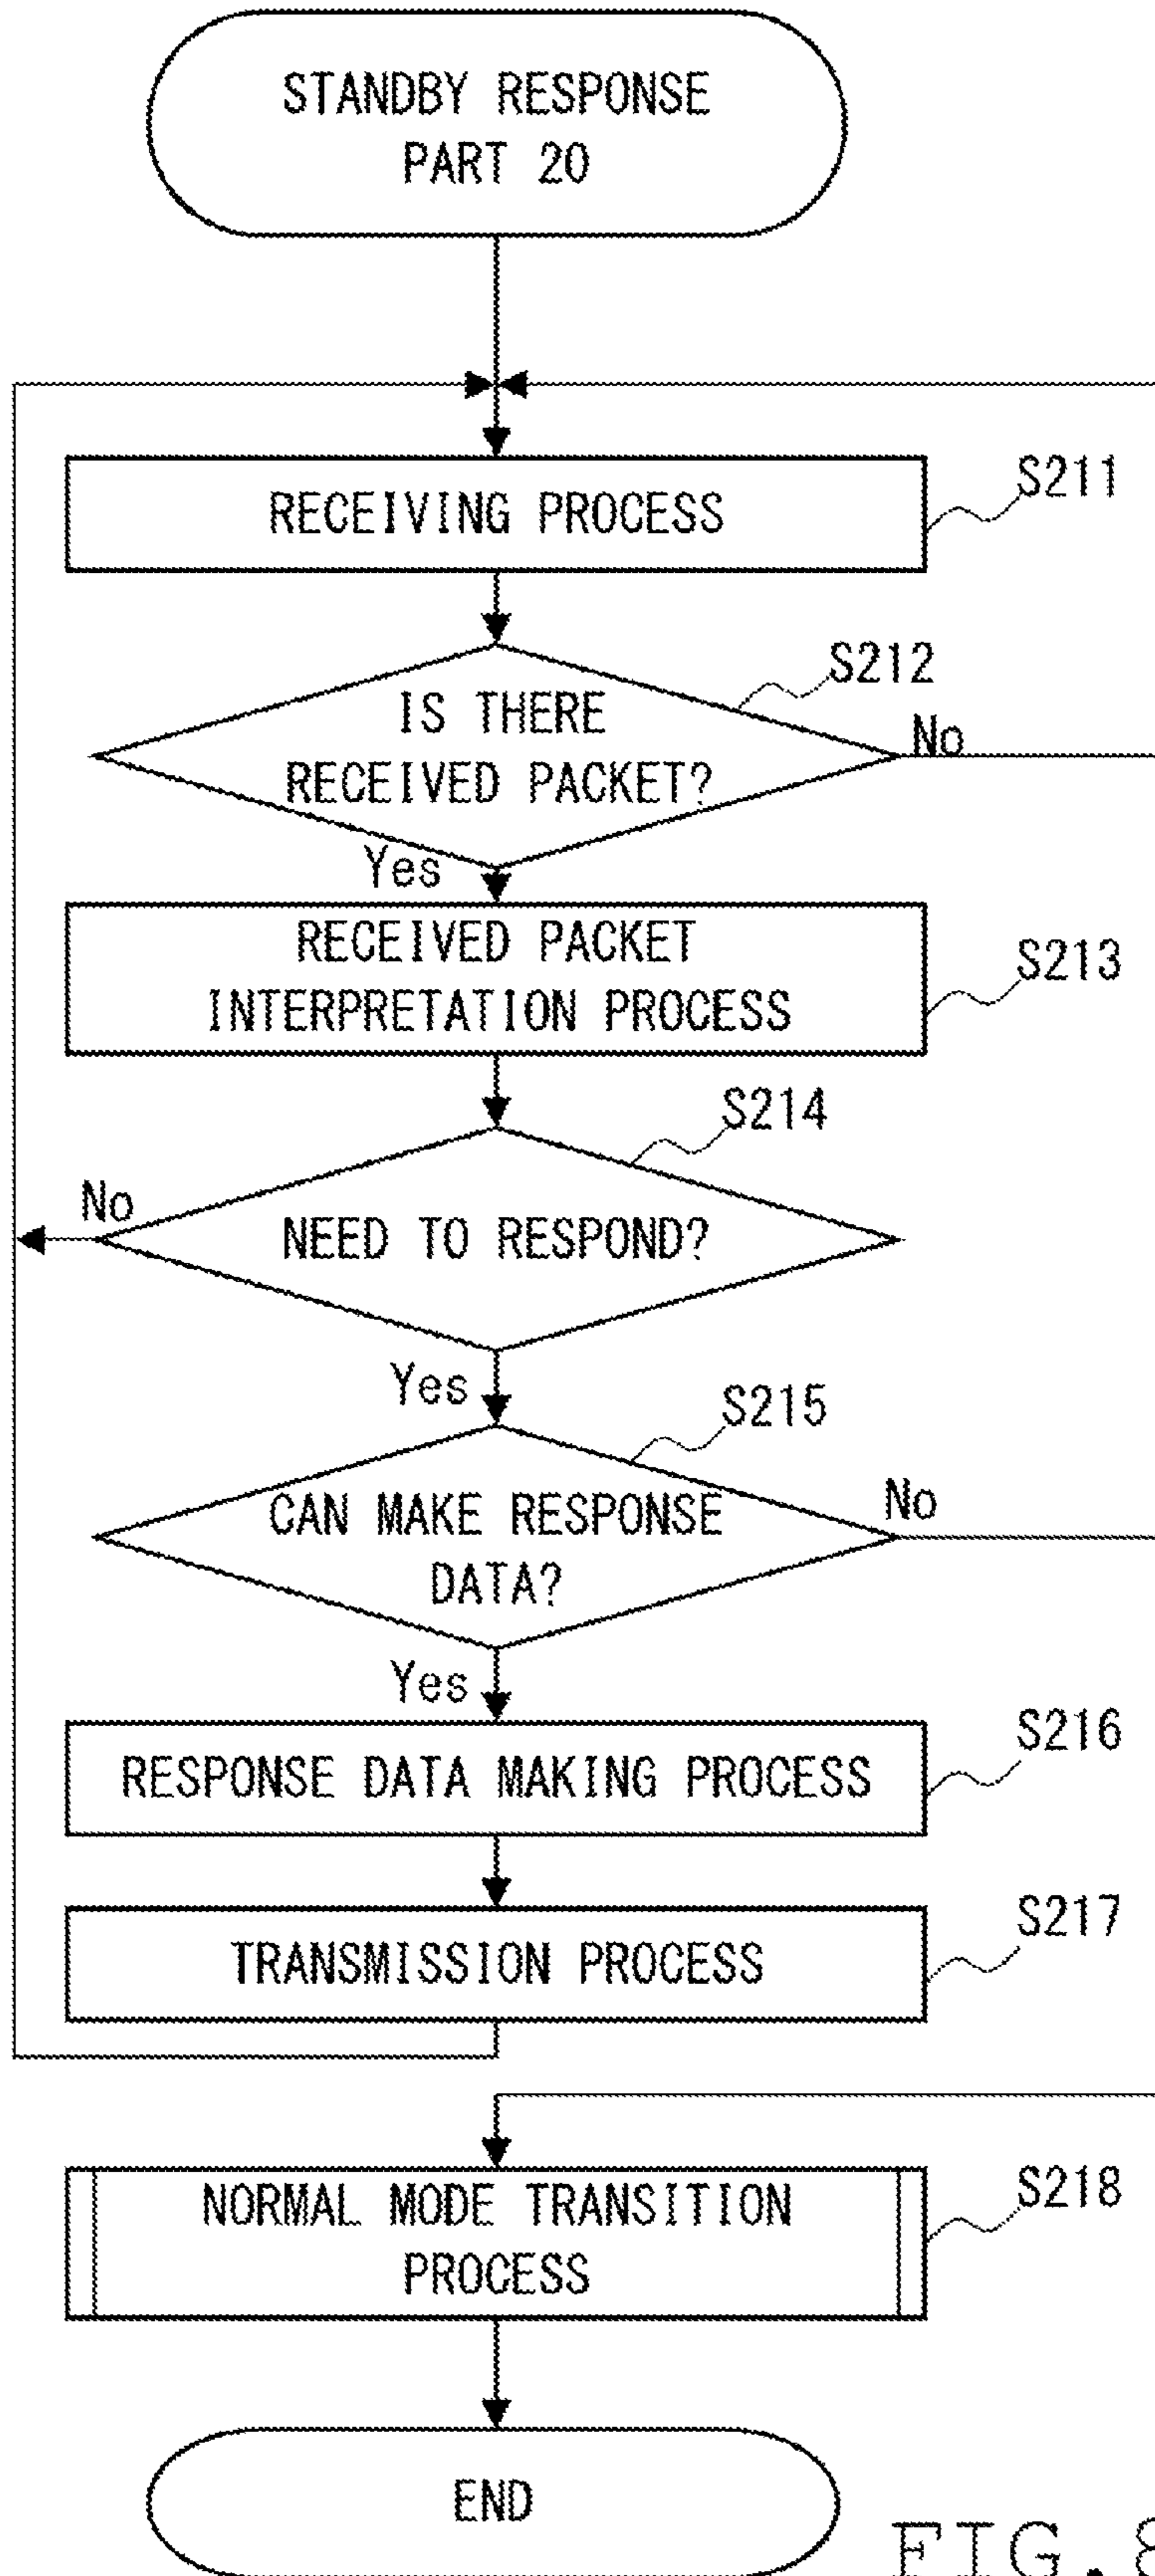 STANDBY RESPONSE
PART 20
RECEIVING PROCESS
S211
IS THERE
RECEIVED PACKET?
S212
No
Yes
RECEIVED PACKET
INTERPRETATION PROCESS
S213
S214
No
NEED TO RESPOND?
Yes
S215
CAN MAKE RESPONSE
DATA?
No
Yes
RESPONSE DATA MAKING PROCESS
S216
TRANSMISSION PROCESS
S217
NORMAL MODE TRANSITION
PROCESS
S218
END
FIG. 8